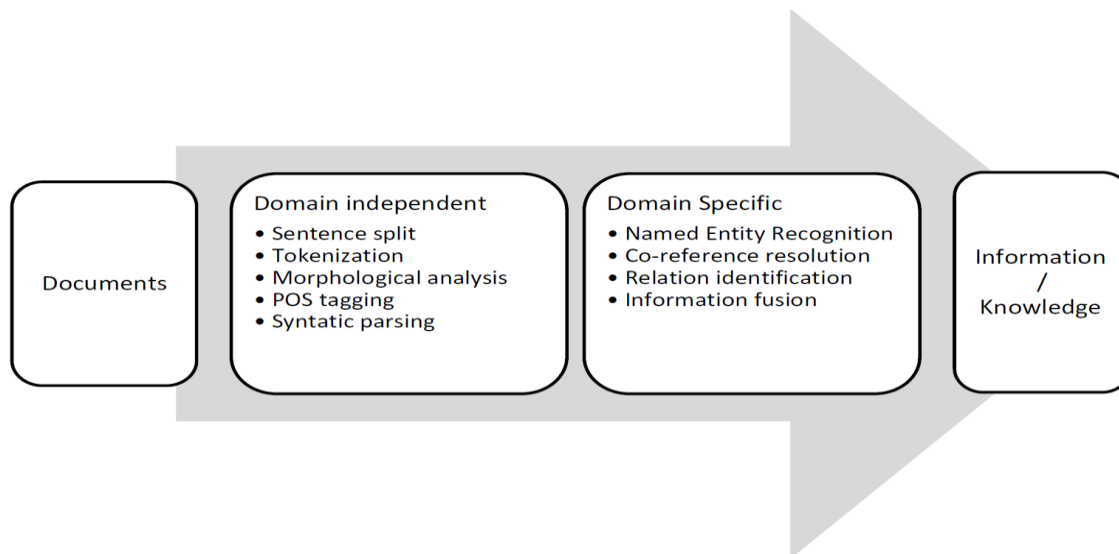 Documents
Domain independent
• Sentence split
• Tokenization
• Morphological analysis
• POS tagging
• Syntatic parsing
Domain Specific
• Named Entity Recognition
• Co-reference resolution
• Relation identification
• Information fusion
Information
/
Knowledge